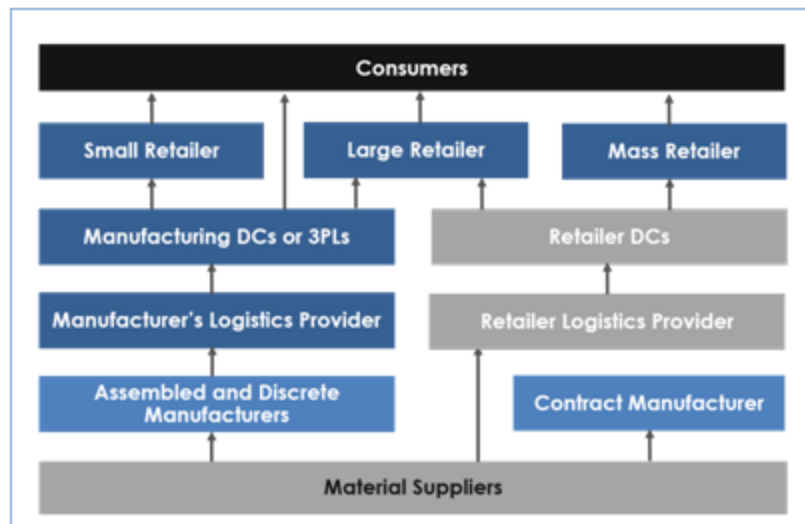 Consumers
Small Retailer
Large Retailer
Mass Retailer
Manufacturing DCs or 3PLs
Retailer DCs
Manufacturer's Logistics Provider
Retailer Logistics Provider
Assembled and Discrete
Manufacturers
Contract Manufacturer
Material Suppliers